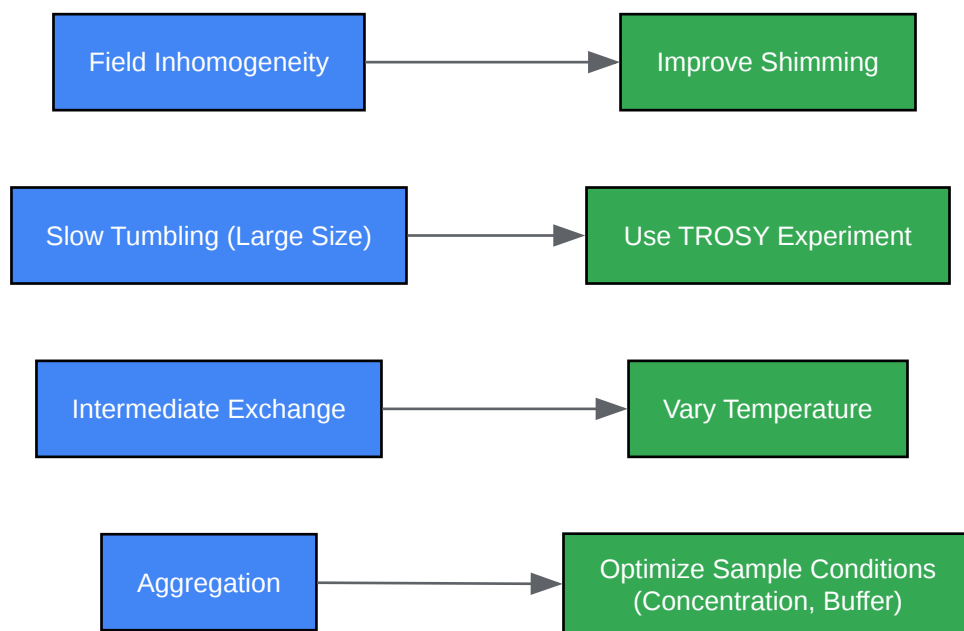 Field Inhomogeneity
Improve Shimming
Slow Tumbling (Large Size)
Use TROSY Experiment
Intermediate Exchange
Vary Temperature
Aggregation
Optimize Sample Conditions
(Concentration, Buffer)